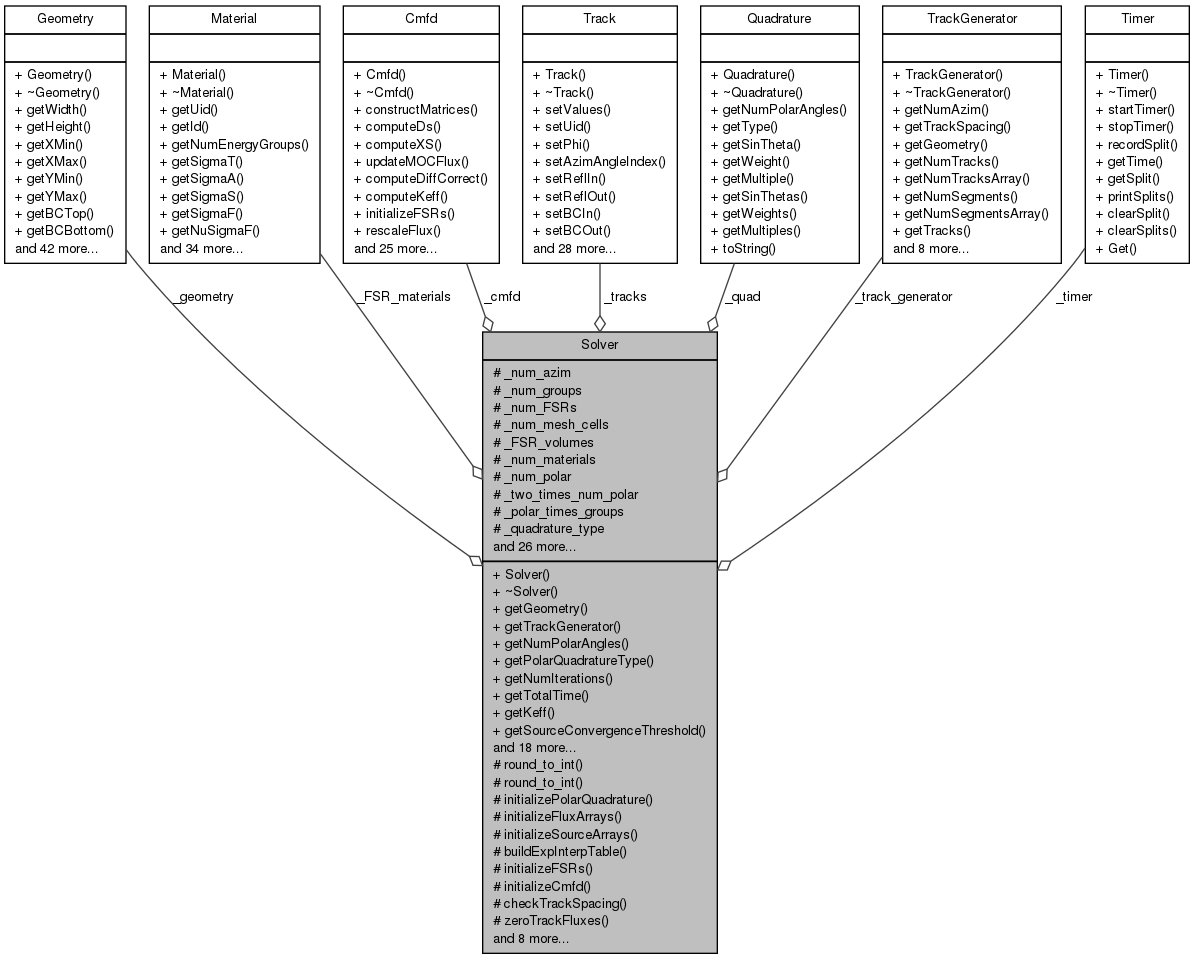 Geometry
+ Geometry()
+ ~Geometry()
+ getWidth()
+ getHeight()
+ getXMin()
+ getXMax()
+ getYMin()
+ getYMax()
+ getBCTop()
+ getBCBottom()
and 42 more...
Material
+ Material()
+ ~Material()
+ getUid()
+ getId()
+ getNumEnergyGroups()
+ getSigmaT()
+ getSigmaA()
+ getSigmaS()
+ getSigmaF()
+ getNuSigmaF()
and 34 more...
Cmfd
+ Cmfd()
+ ~Cmfd()
+ constructMatrices()
+ computeDs()
+ computeXS()
+ updateMOCFlux()
+ computeDiffCorrect()
+ computeKeff()
+ initializeFSRs()
+ rescaleFlux()
and 25 more...
Track
+ Track()
+ ~Track()
+ setValues()
+ setUid()
+ setPhi()
+ setAzimAngleIndex()
+ setReflIn()
+ setReflOut()
+ setBCIn()
+ setBCOut()
and 28 more...
Quadrature
+ Quadrature()
+ ~Quadrature()
+ getNumPolarAngles()
+ getType()
+ getSinTheta()
+ getWeight()
+ getMultiple()
+ getSinThetas()
+ getWeights()
+ getMultiples()
+ toString()
TrackGenerator
+ TrackGenerator()
+ ~TrackGenerator()
+ getNumAzim()
+ getTrackSpacing()
+ getGeometry()
+ getNumTracks()
+ getNumTracksArray()
+ getNumSegments()
+ getNumSegmentsArray()
+ getTracks()
and 8 more...
Timer
+ Timer()
+ ~Timer()
+ startTimer()
+ stopTimer()
+ recordSplit()
+ getTime()
+ getSplit()
+ printSplits()
+ clearSplit()
+ clearSplits()
+ Get()
_geometry
_FSR_materials
_cmfd
_tracks
_quad
_track_generator
_timer
Solver
# _num_azim
# _num_groups
# _num_FSRs
# _num_mesh_cells
# _FSR_volumes
# _num_materials
# _num_polar
# _two_times_num_polar
# _polar_times_groups
# _quadrature_type
and 26 more...
+ Solver()
+ ~Solver()
+ getGeometry()
+ getTrackGenerator()
+ getNumPolarAngles()
+ getPolarQuadratureType()
+ getNumIterations()
+ getTotalTime()
+ getKeff()
+ getSourceConvergenceThreshold()
and 18 more...
# round_to_int()
# round_to_int()
# initializePolarQuadrature()
# initializeFluxArrays()
# initializeSourceArrays()
# buildExpInterpTable()
# initializeFSRs()
# initializeCmfd()
# checkTrackSpacing()
# zeroTrackFluxes()
and 8 more...